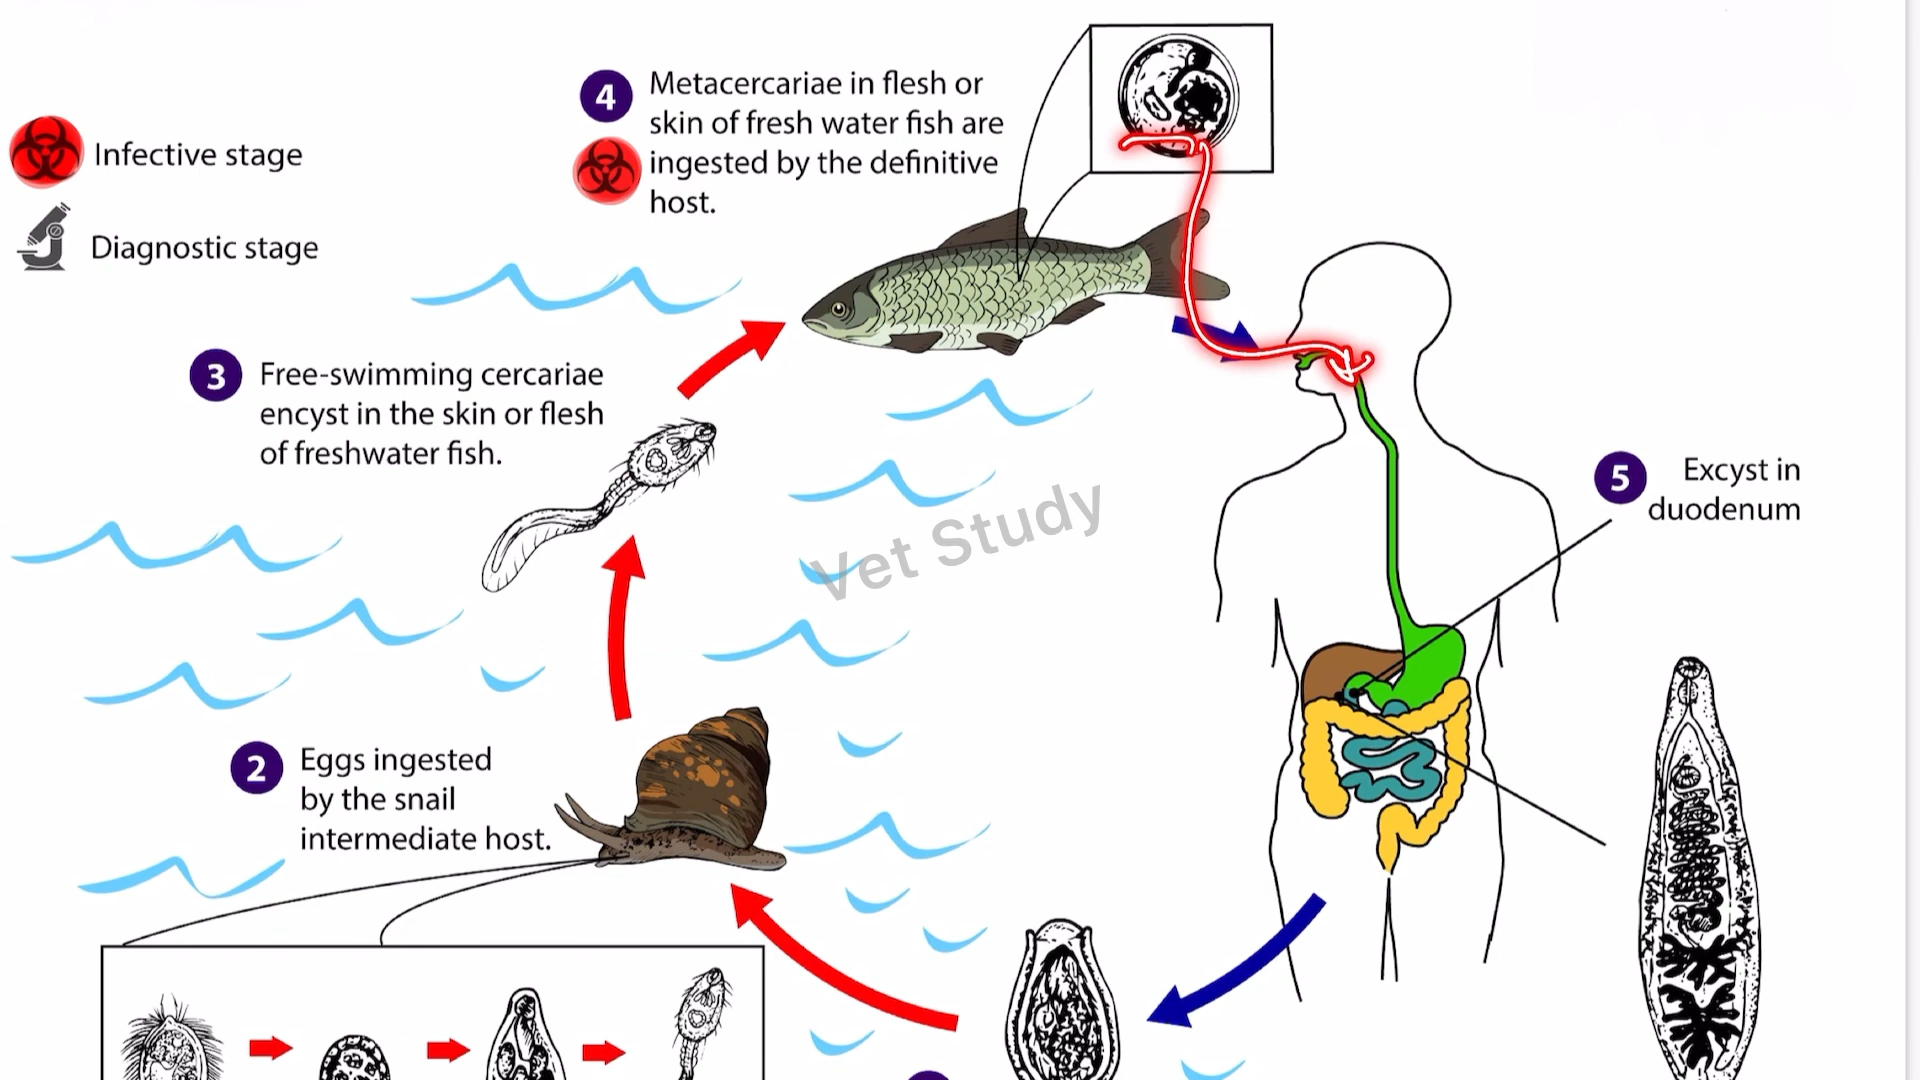 4
Metacercariae in flesh or
skin of fresh water fish are
ingested by the definitive
host.
Infective stage
Diagnostic stage
3
Free-swimming cercariae
encyst in the skin or flesh
of freshwater fish.
5
Excyst in
duodenum
Vet Study
2
Eggs ingested
by the snail
intermediate host.